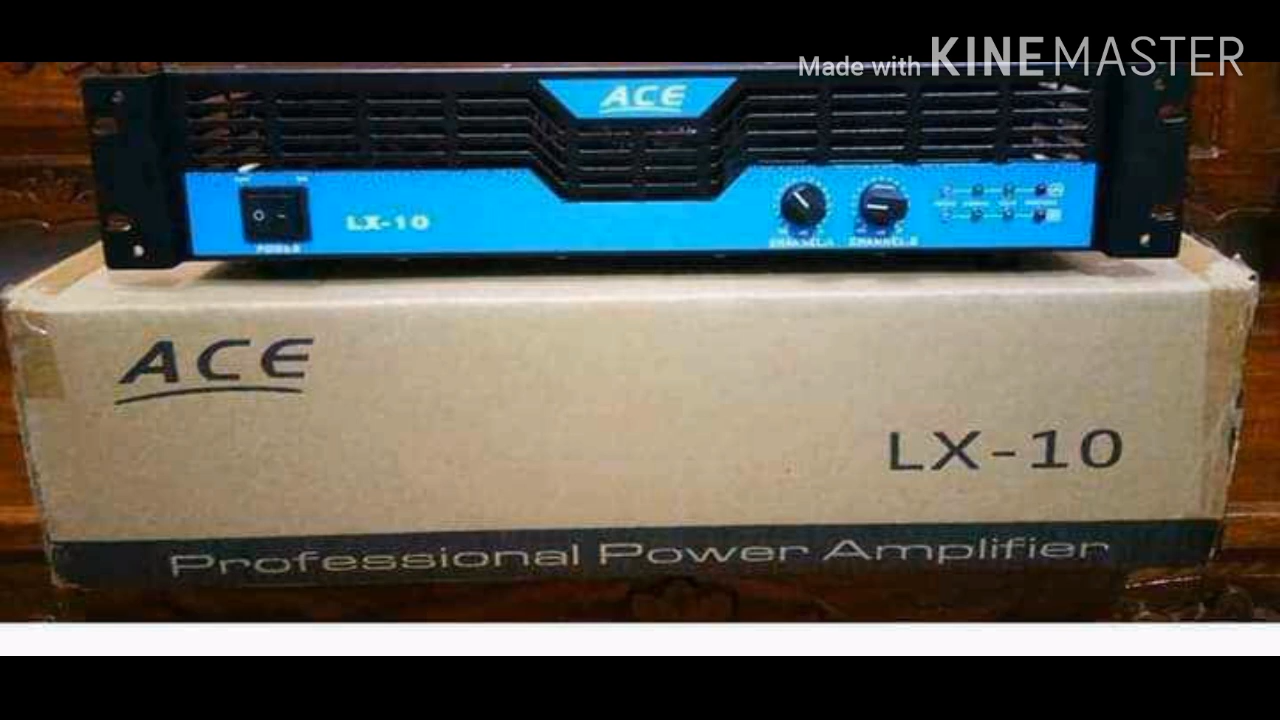 Made with KINEMASTER
ACE
LX-10
POWER
CHANNEL A CHANNEL B
ACE
LX-10
Professional Power Amplifier